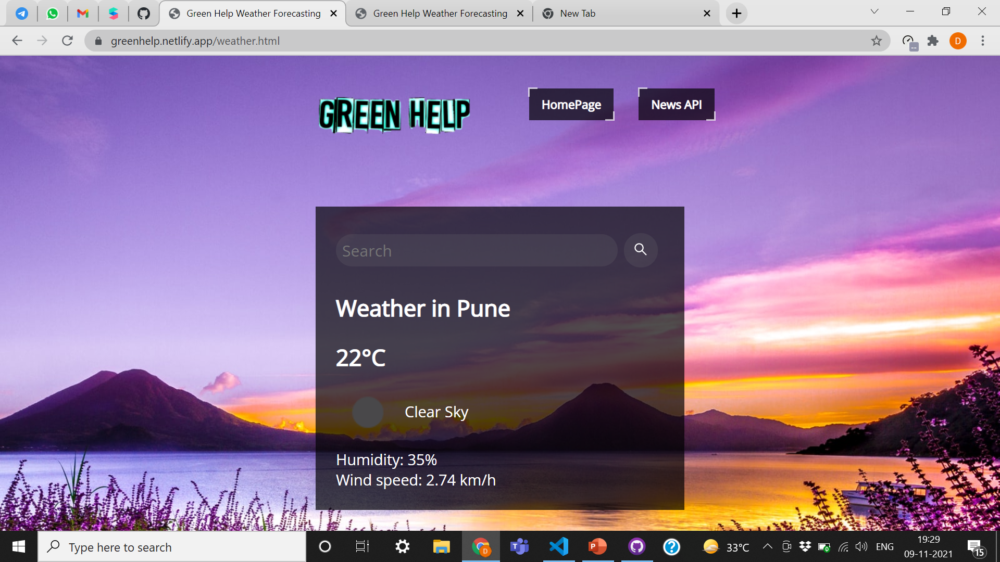 Green Help Weather Forecasting
Green Help Weather Forecasting
New Tab
greenhelp.netlify.app/weather.html
D
GREEN HELP
HomePage
News API
Search
Weather in Pune
22°C
Clear Sky
Humidity: 35%
Wind speed: 2.74 km/h
Type here to search
D
T
P
?
33°C
ENG
19:29
09-11-2021
15